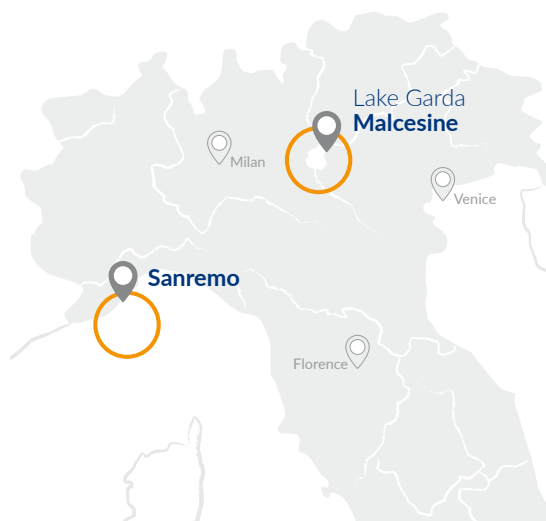 Lake Garda
Malcesine
Milan
Venice
Sanremo
Florence